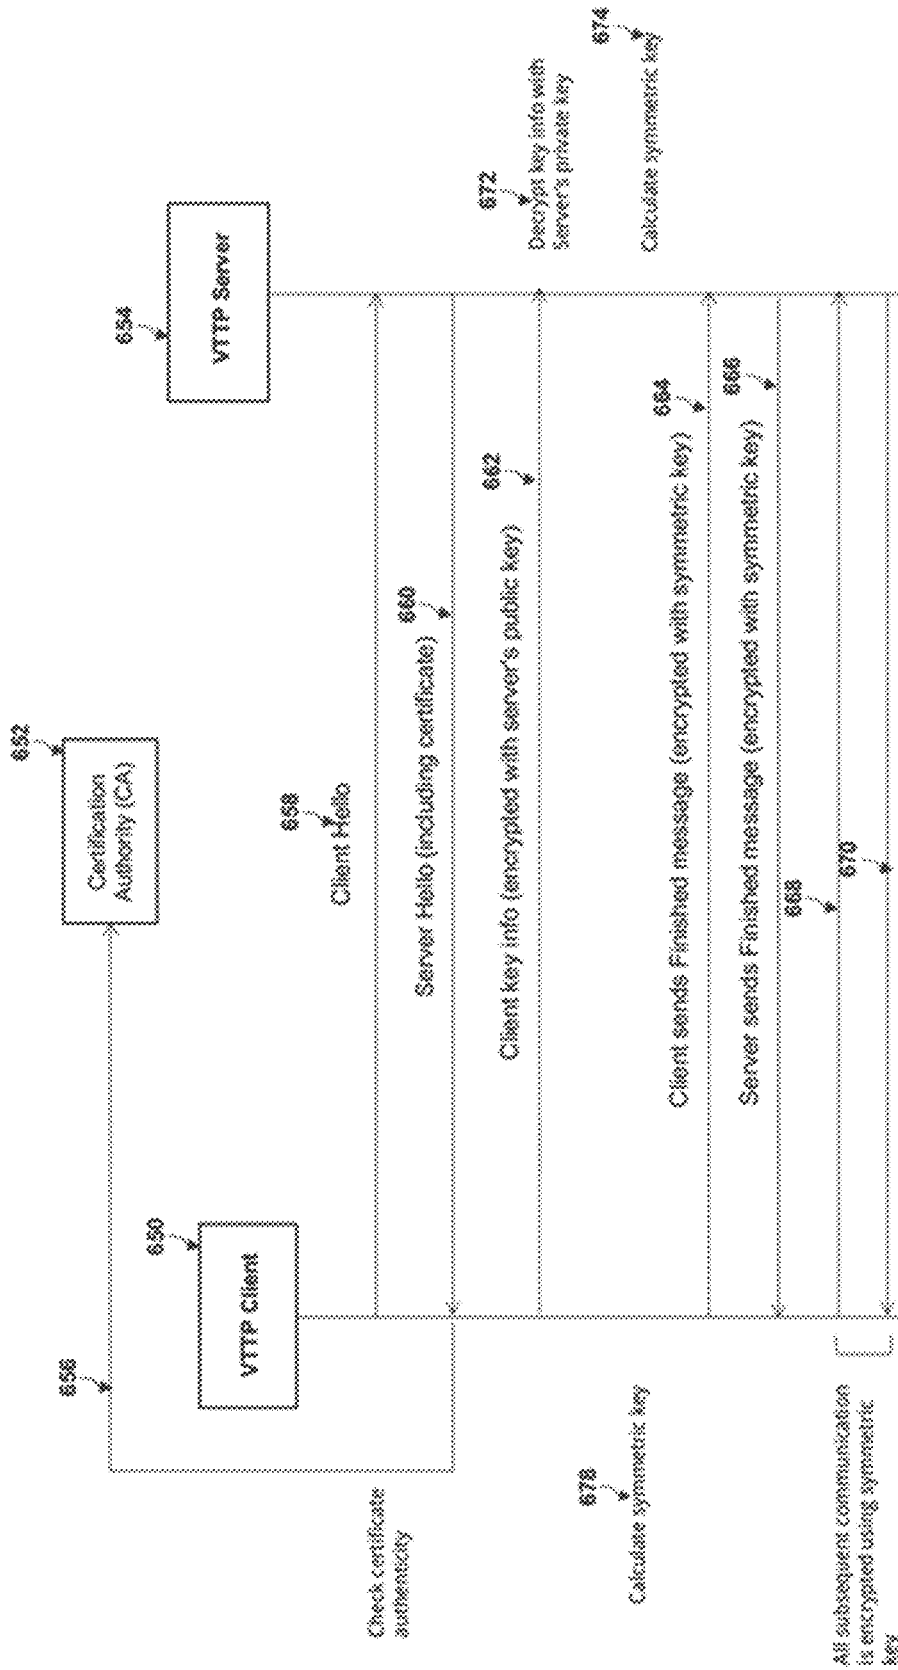 652
Certification
Authority (CA)
654
VTTP Server
650
VTTP Client
656
Check certificate
authenticity
658
Client Hello
660
Server Hello (including certificate)
662
Client key info (encrypted with server's public key)
672
Decrypt key info with
Server's private key
674
Calculate symmetric key
678
Calculate symmetric key
664
Client sends Finished message (encrypted with symmetric key)
666
Server sends Finished message (encrypted with symmetric key)
668
670
All subsequent communication
is encrypted using symmetric
key